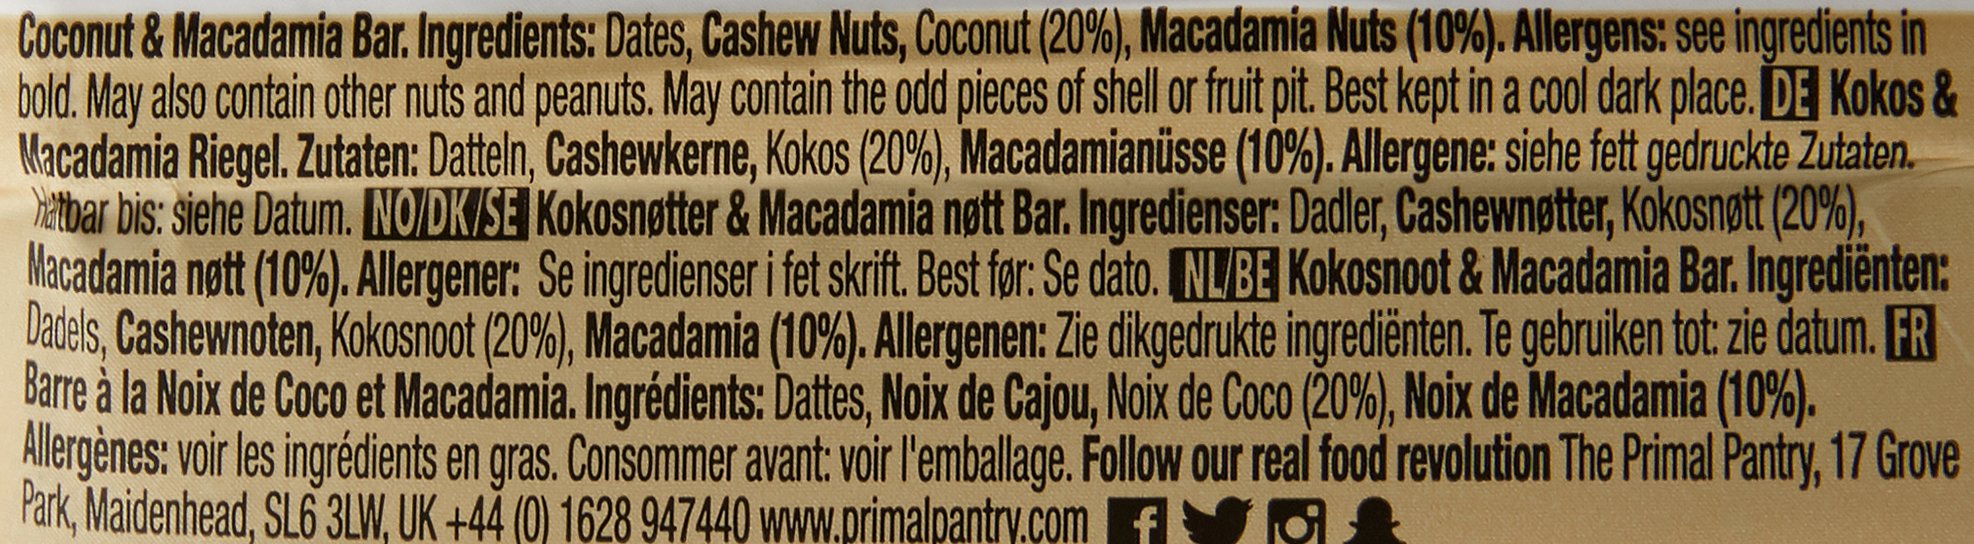 Coconut & Macadamia Bar. Ingredients: Dates, Cashew Nuts, Coconut (20%), Macadamia Nuts (10%). Allergens: see ingredients in
bold. May also contain other nuts and peanuts. May contain the odd pieces of shell or fruit pit. Best kept in a cool dark place. DE Kokos &
Macadamia Riegel. Zutaten: Datteln, Cashewkerne, Kokos (20%), Macadamianüsse (10%). Allergene: siehe fett gedruckte Zutaten.
bis: siehe Datum. NO/DK/SE Kokosnøtter & Macadamia nøtt Bar. Ingredienser: Dadler, Cashewnøtter, Kokosnøtt (20%),
Macadamia nøtt (10%). Allergener: Se ingredienser i fet skrift. Best før: Se dato. NL/BE Kokosnoot & Macadamia Bar. Ingrediënten:
Dadels, Cashewnoten, Kokosnoot (20%), Macadamia (10%). Allergenen: Zie dikgedrukte ingrediënten. Te gebruiken tot: zie datum. FR
Barre à la Noix de Coco et Macadamia. Ingrédients: Dattes, Noix de Cajou, Noix de Coco (20%), Noix de Macadamia (10%).
Allergènes: voir les ingrédients en gras. Consommer avant: voir l'emballage. Follow our real food revolution The Primal Pantry, 17 Grove
Park, Maidenhead, SL6 3LW, UK +44 (0) 1628 947440 www.primalpantry.com